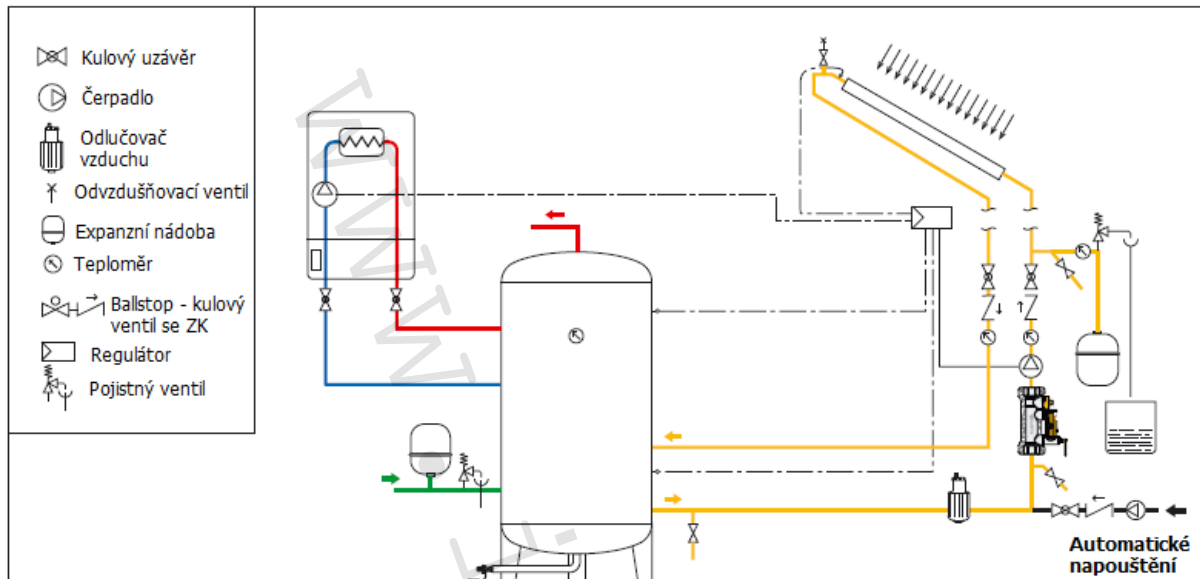 Kulový uzávěr
Čerpadlo
Odlučovač
vzduchu
Odvzdušňovací ventil
Expanzní nádoba
Teploměr
Ballstop - kulový
ventil se ZK
Regulátor
Pojistný ventil
Automatické
napouštění